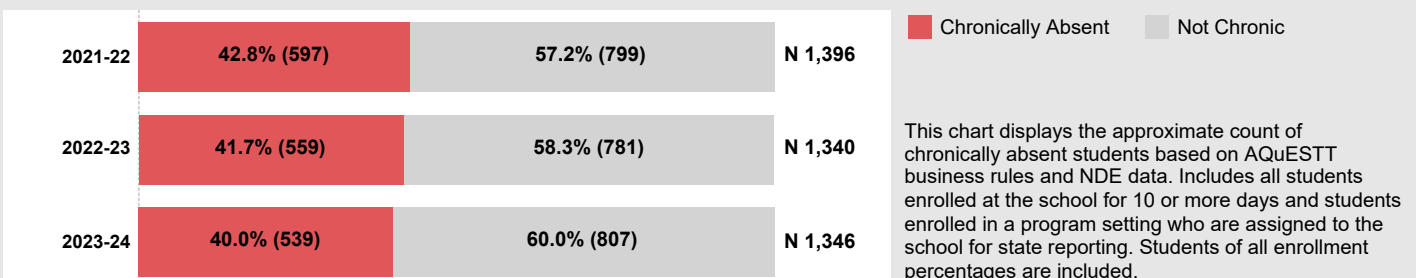 Chronically Absent Not Chronic
2021-22 42.8% (597) 57.2% (799) N 1,396
2022-23 41.7% (559) 58.3% (781) N 1,340
2023-24 40.0% (539) 60.0% (807) N 1,346
This chart displays the approximate count of
chronically absent students based on AQuESTT
business rules and NDE data. Includes all students
enrolled at the school for 10 or more days and students
enrolled in a program setting who are assigned to the
school for state reporting. Students of all enrollment
percentages are included.